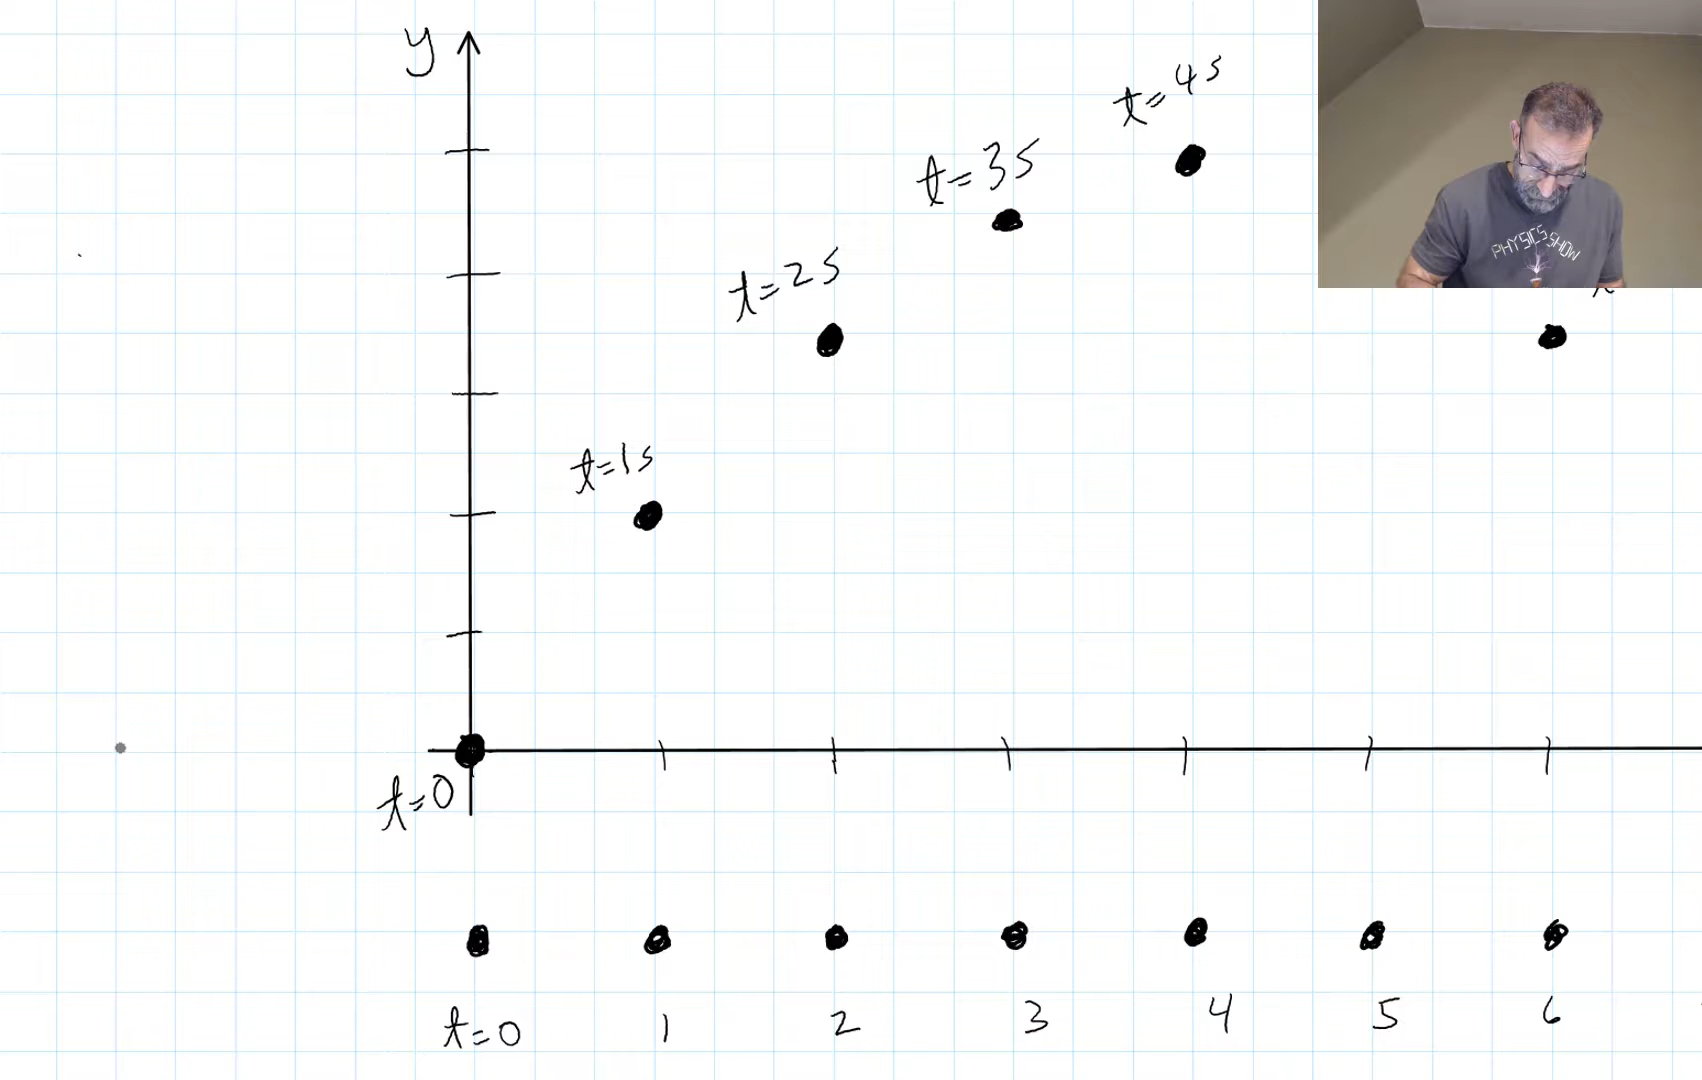 y
t=4s
t=3s
PHYSICS SHOW
t=2s
t=1s
t=0
t=0 1 2 3 4 5 6